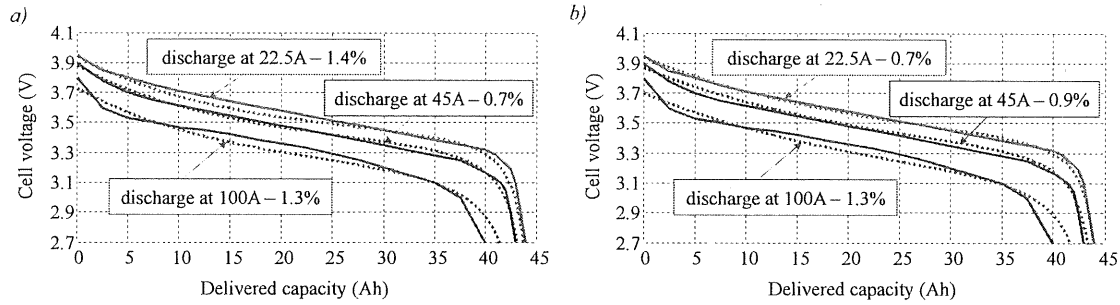 a)
Cell voltage (V)
4.1
3.9
3.7
3.5
3.3
3.1
2.9
2.7
discharge at 22.5A – 1.4%
discharge at 45A – 0.7%
discharge at 100A – 1.3%
0 5 10 15 20 25 30 35 40 45
Delivered capacity (Ah)
b)
Cell voltage (V)
4.1
3.9
3.7
3.5
3.3
3.1
2.9
2.7
discharge at 22.5A – 0.7%
discharge at 45A – 0.9%
discharge at 100A – 1.3%
0 5 10 15 20 25 30 35 40 45
Delivered capacity (Ah)